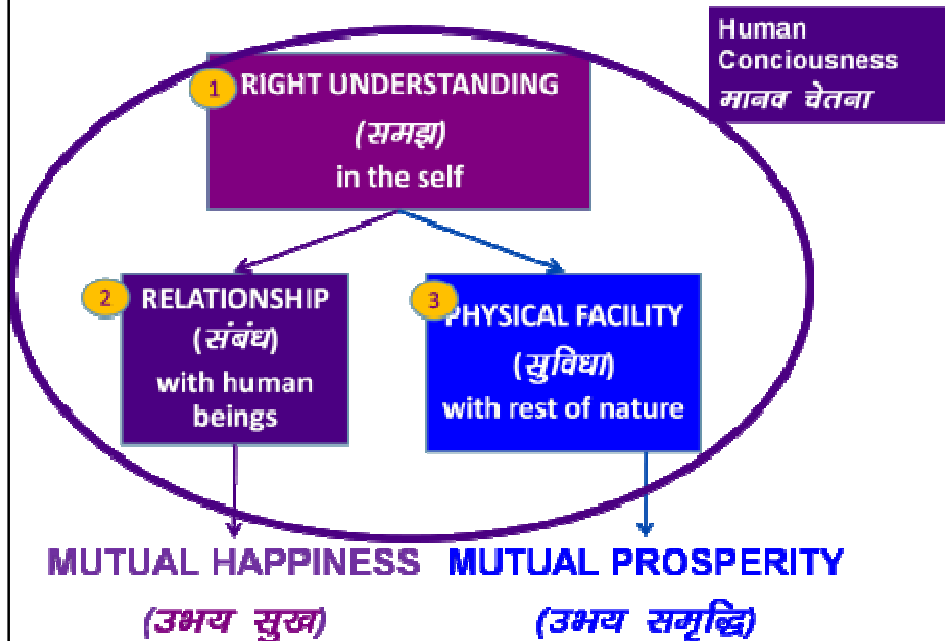 Human
Conciousness
मानव चेतना
1
RIGHT UNDERSTANDING
(समझ)
in the self
2
RELATIONSHIP
(संबंध)
with human
beings
3
PHYSICAL FACILITY
(सुविधा)
with rest of nature
MUTUAL HAPPINESS
(उभय सुख)
MUTUAL PROSPERITY
(उभय समृद्धि)